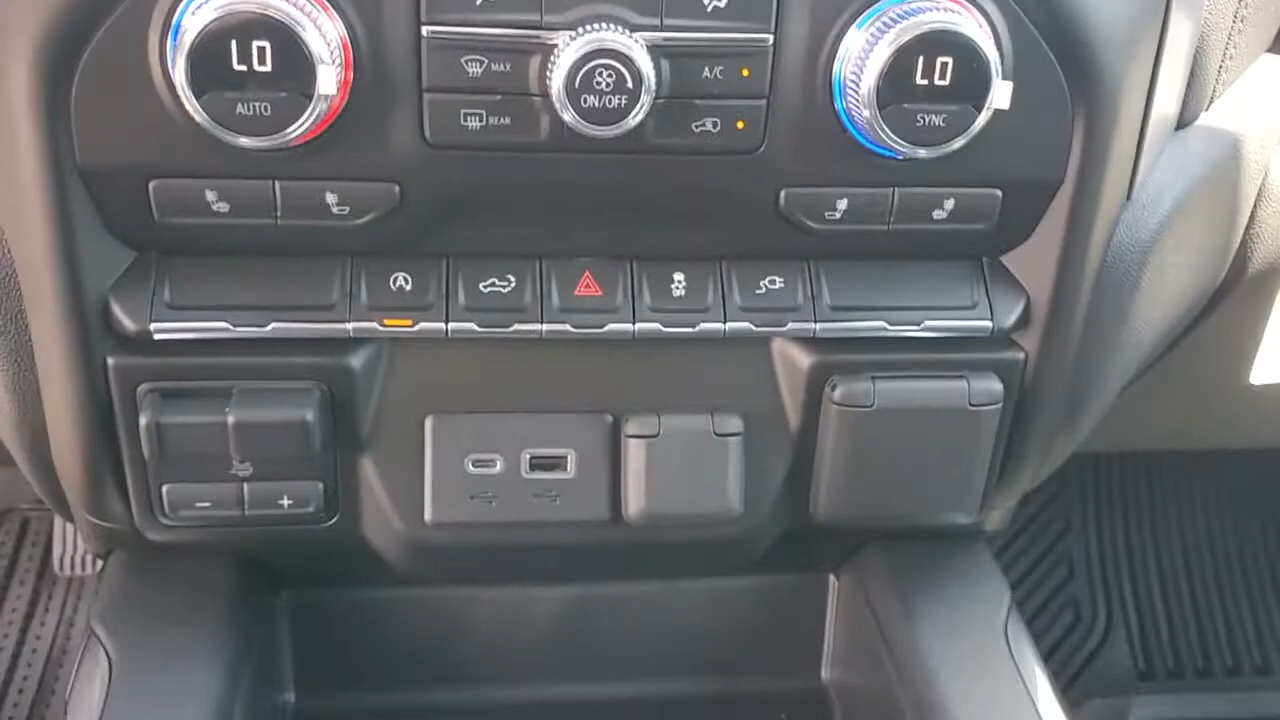 LO
AUTO
MAX
REAR
ON/OFF
A/C
LO
SYNC
A
OFF
- +